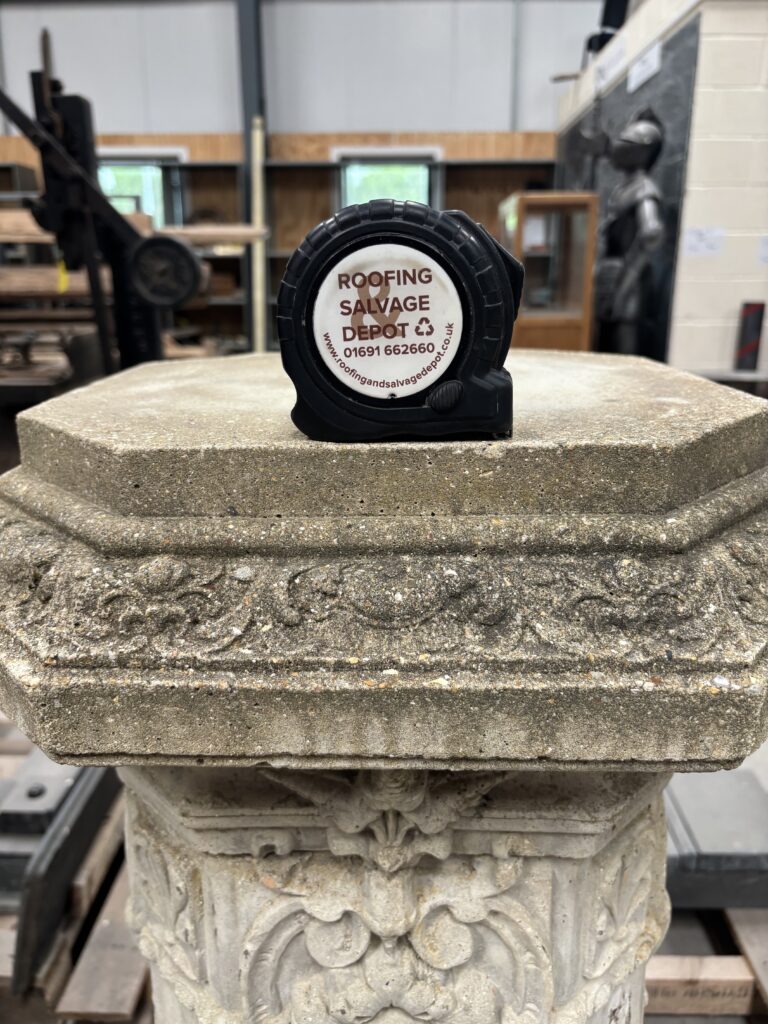 ROOFING
&
SALVAGE
DEPOT
01691 662660
www.roofingandsalvagedepot.co.uk